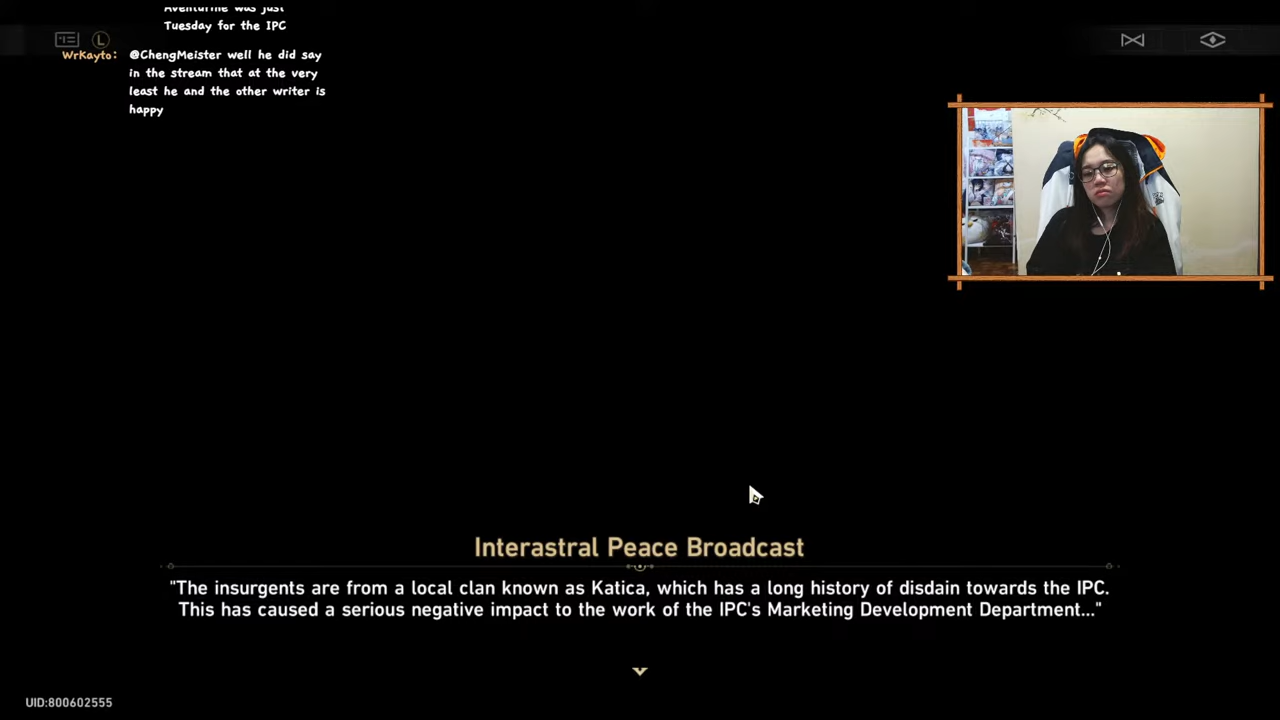 Aventurine was just
Tuesday for the IPC
WrKayto: @ChengMeister well he did say
in the stream that at the very
least he and the other writer is
happy
L
Interastral Peace Broadcast
"The insurgents are from a local clan known as Katica, which has a long history of disdain towards the IPC.
This has caused a serious negative impact to the work of the IPC's Marketing Development Department..."
UID:800602555